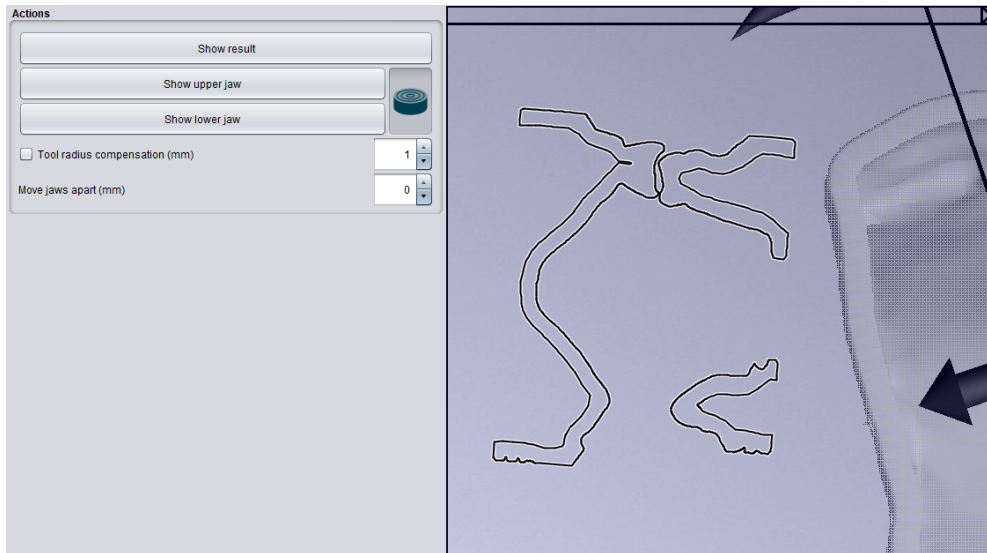 Actions
Show result
Show upper jaw
Show lower jaw
Tool radius compensation (mm) 1
Move jaws apart (mm) 0